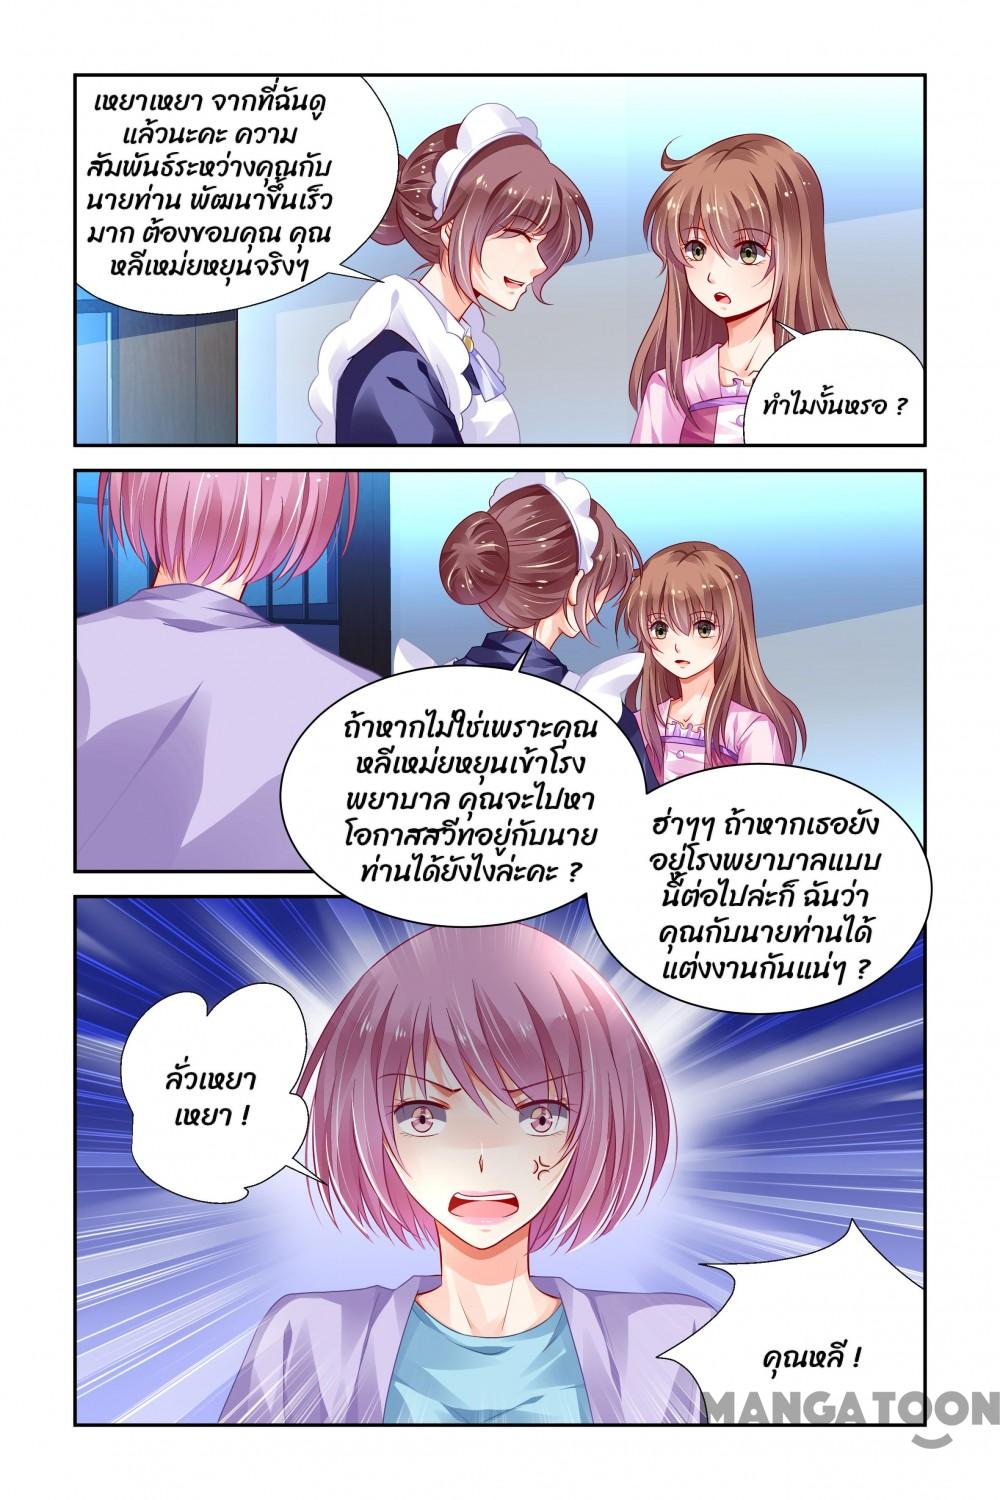 เหยาเหยา จากที่ฉันดู
แล้วนะคะ ความ
สัมพันธ์ระหว่างคุณกับ
นายท่าน พัฒนาขึ้นเร็ว
มาก ต้องขอบคุณ คุณ
หลีเหม่ยหยุนจริงๆ
ทำไมงั้นหรอ ?
ถ้าหากไม่ใช่เพราะคุณ
หลีเหม่ยหยุนเข้าโรง
พยาบาล คุณจะไปหา
โอกาสสวีทอยู่กับนาย
ท่านได้ยังไงล่ะคะ ?
ฮ่าๆๆ ถ้าหากเธอยัง
อยู่โรงพยาบาลแบบ
นี้ต่อไปล่ะก็ ฉันว่า
คุณกับนายท่านได้
แต่งงานกันแน่ๆ ?
ลั่วเหยา
เหยา !
คุณหลี !
MANGATOON